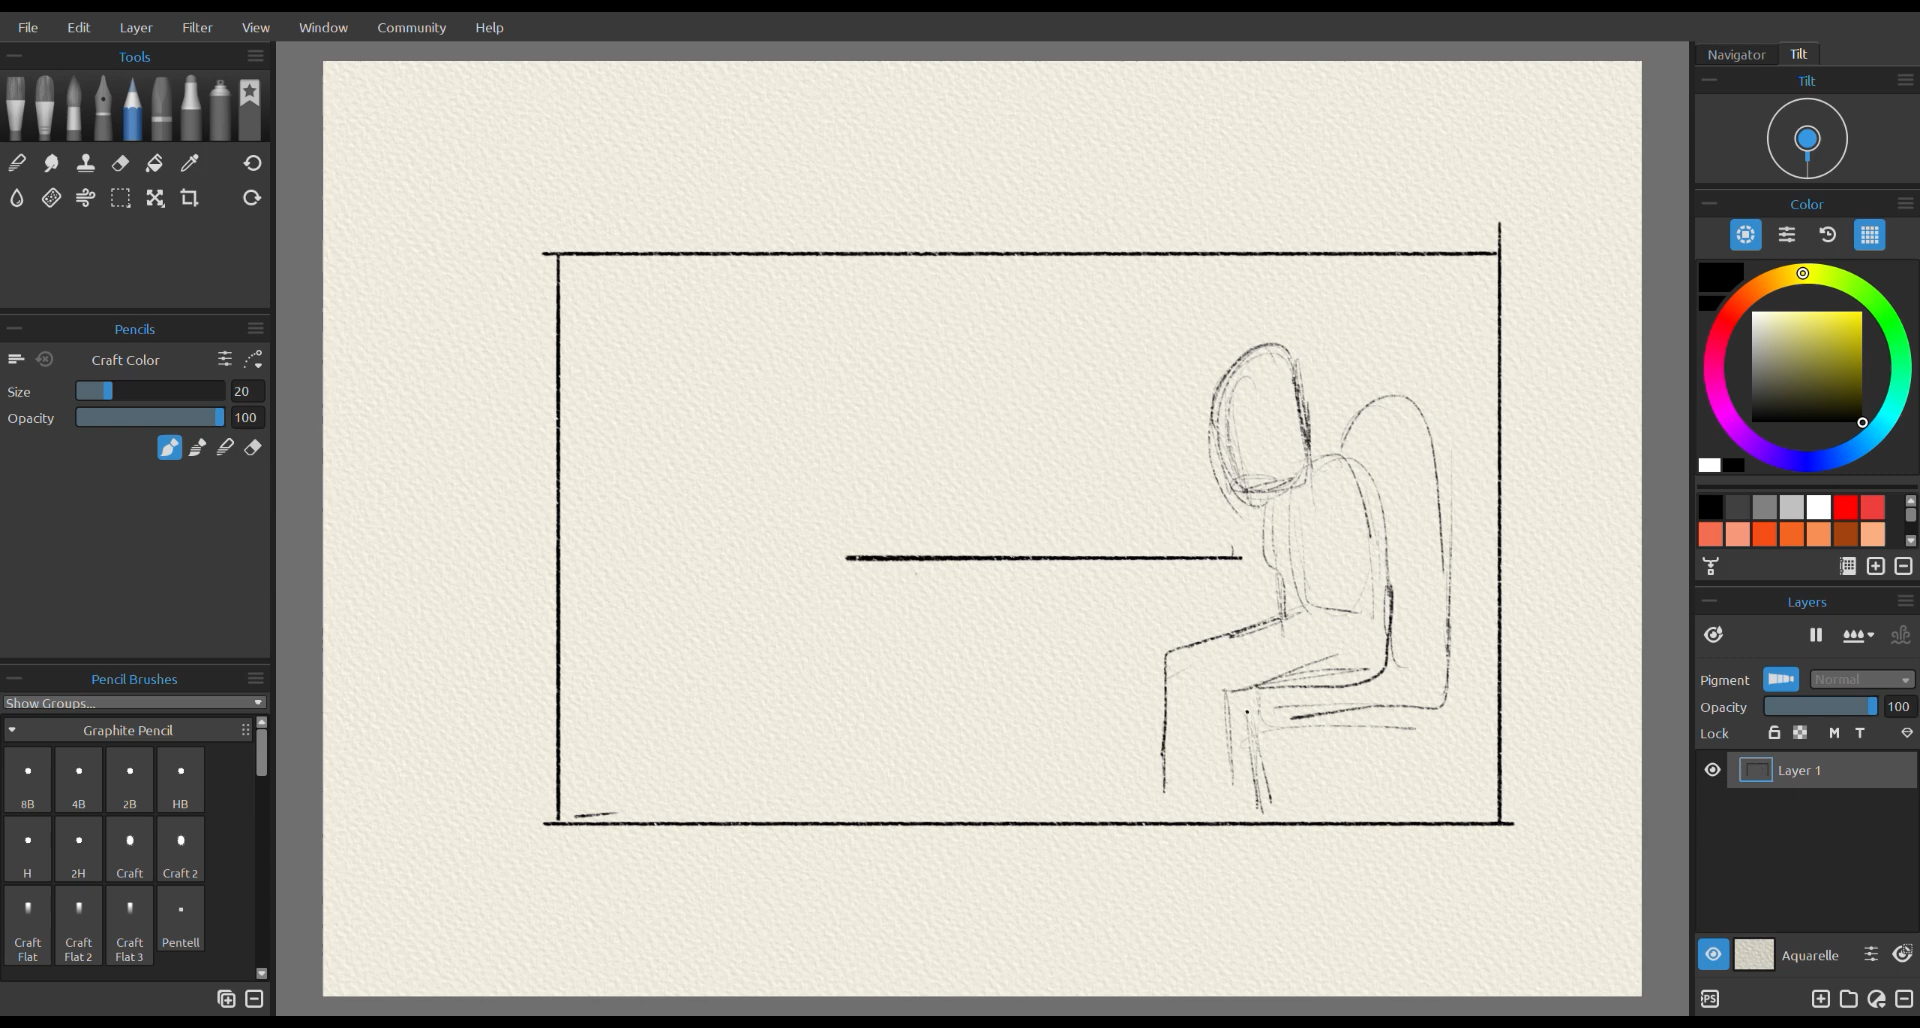 File Edit Layer Filter View Window Community Help
Tools
Pencils
Craft Color
Size 20
Opacity 100
Pencil Brushes
Show Groups...
Graphite Pencil
8B 4B 2B HB
H 2H Craft Craft 2
Craft Flat Craft Flat 2 Craft Flat 3 Pentell
Navigator Tilt
Tilt
Color
Layers
Pigment Normal
Opacity 100
Lock M T
Layer 1
Aquarelle
PS